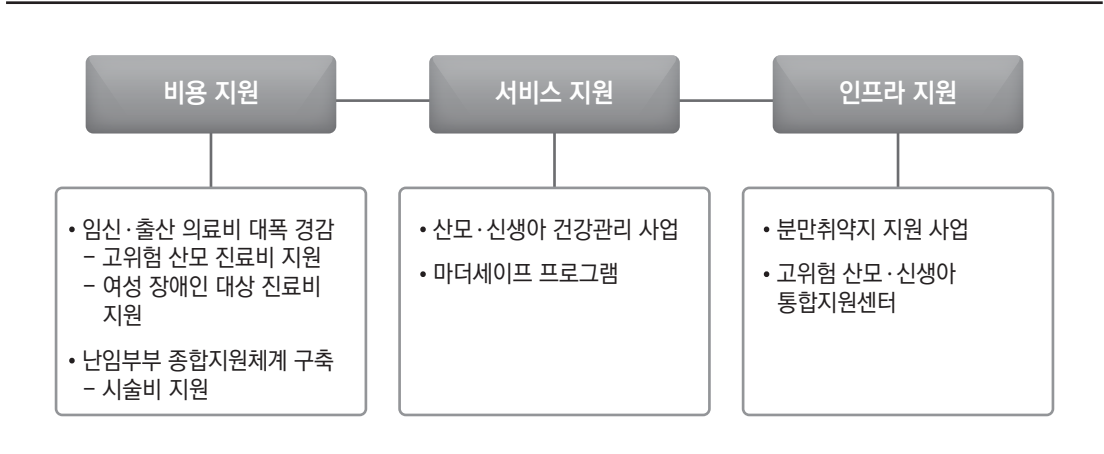 비용 지원
서비스 지원
인프라 지원
• 임신·출산 의료비 대폭 경감
– 고위험 산모 진료비 지원
– 여성 장애인 대상 진료비
지원
• 난임부부 종합지원체계 구축
– 시술비 지원
• 산모·신생아 건강관리 사업
• 마더세이프 프로그램
• 분만취약지 지원 사업
• 고위험 산모·신생아
통합지원센터